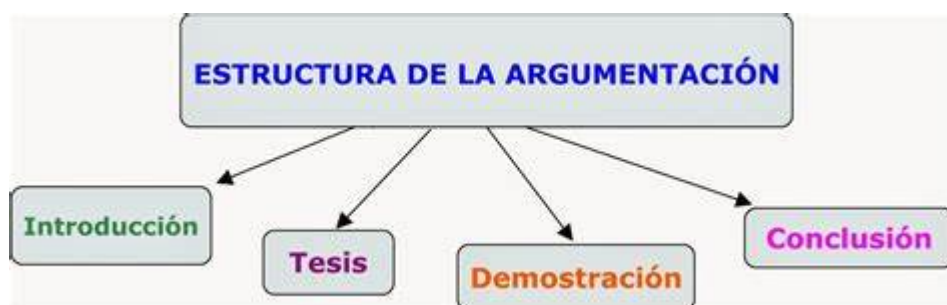 ESTRUCTURA DE LA ARGUMENTACIÓN
Introducción
Tesis
Demostración
Conclusión